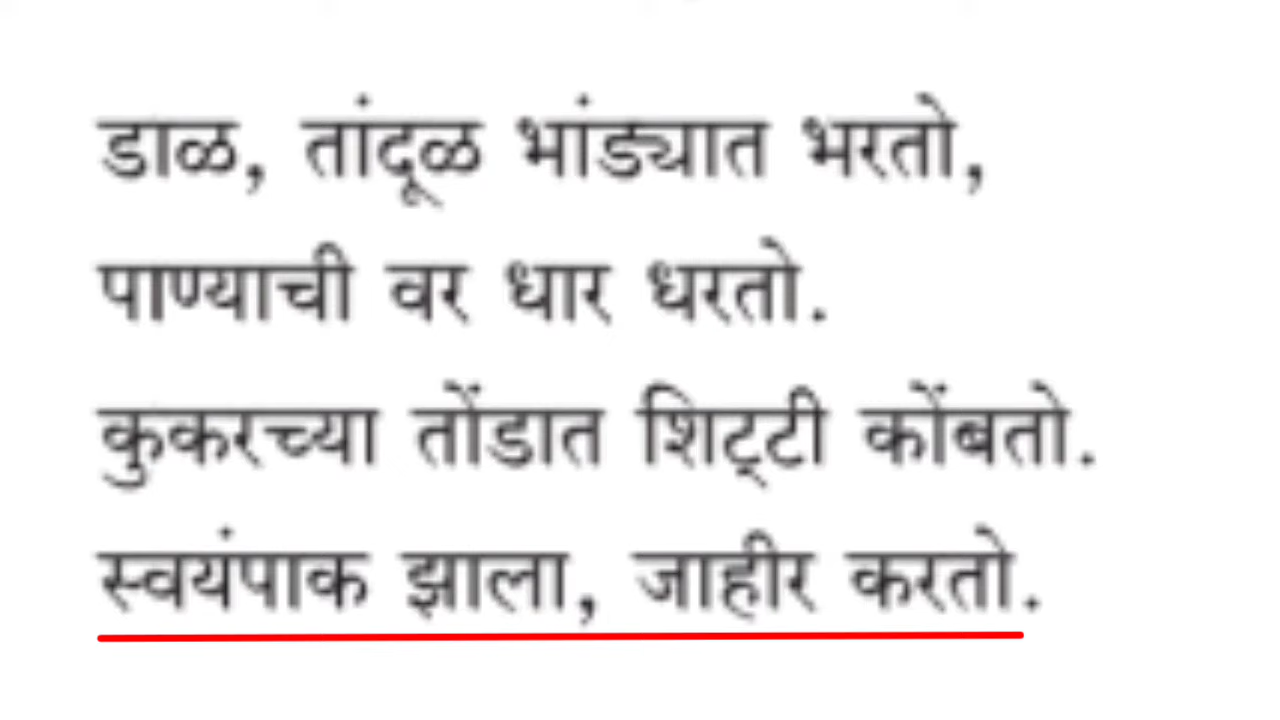 डाळ, तांदूळ भांड्यात भरतो,
पाण्याची वर धार धरतो.
कुकरच्या तोंडात शिट्‌टी कोंबतो.
स्वयंपाक झाला, जाहीर करतो.